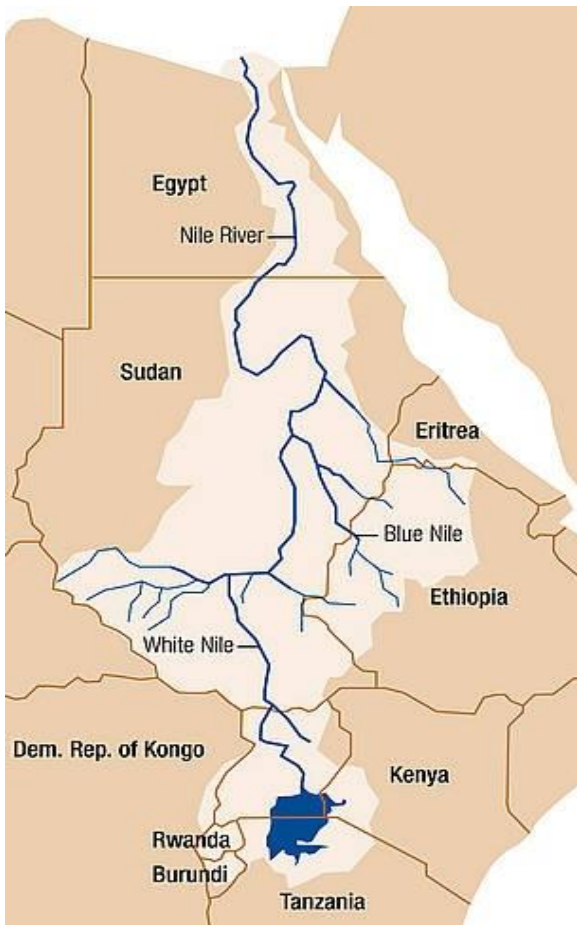 Egypt
Nile River
Sudan
Eritrea
Blue Nile
Ethiopia
White Nile
Dem. Rep. of Kongo
Kenya
Rwanda
Burundi
Tanzania